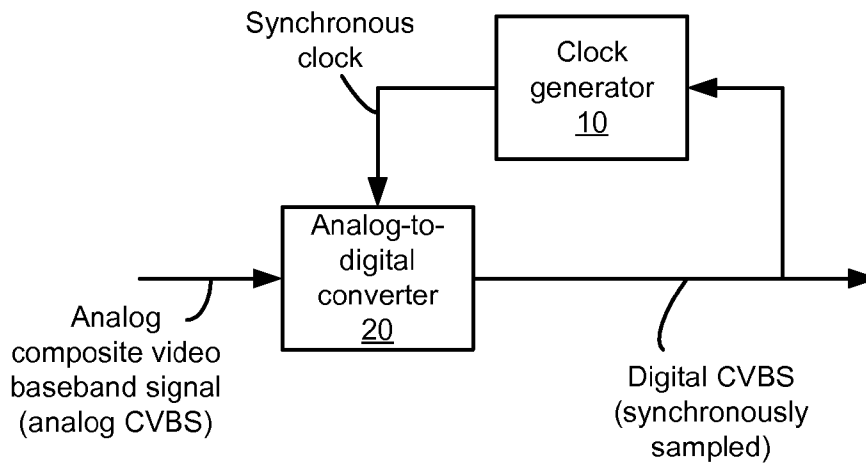 Synchronous
clock
Clock
generator
10
Analog-to-
digital
converter
20
Analog
composite video
baseband signal
(analog CVBS)
Digital CVBS
(synchronously
sampled)